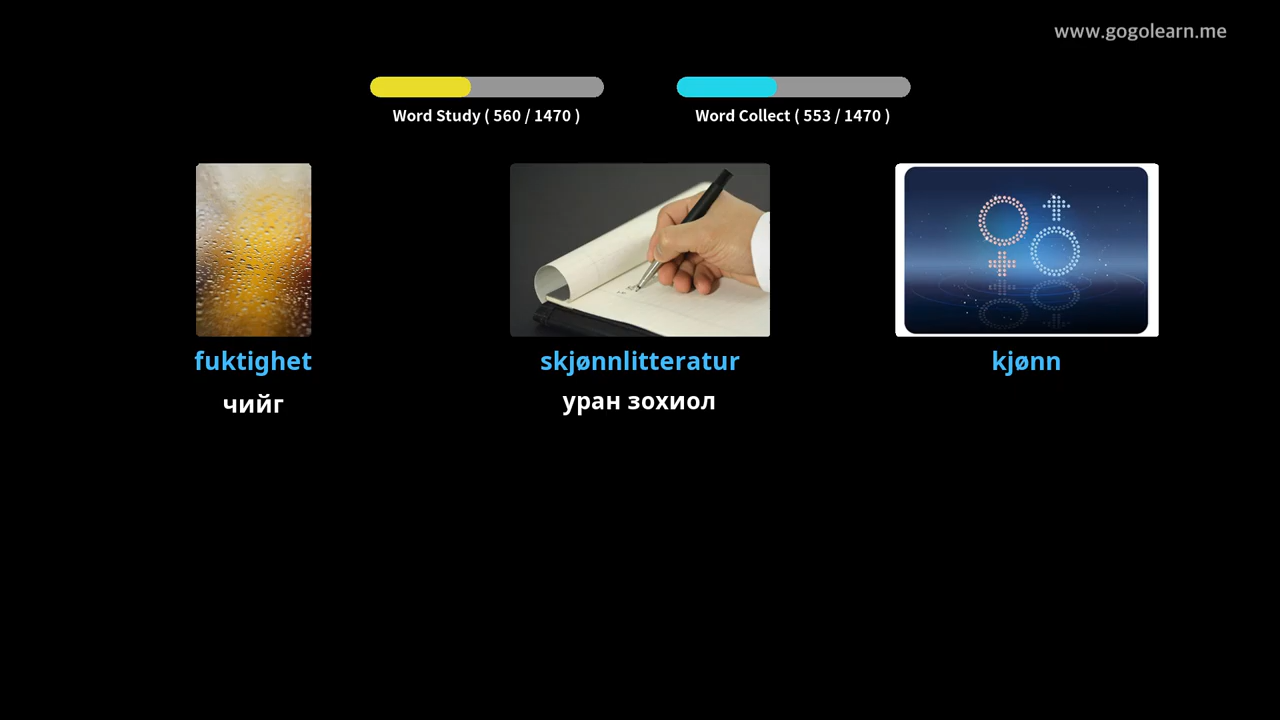 www.gogolearn.me
Word Study ( 560 / 1470 )
Word Collect ( 553 / 1470 )
fuktighet
skjønnlitteratur
kjønn
чийг
уран зохиол